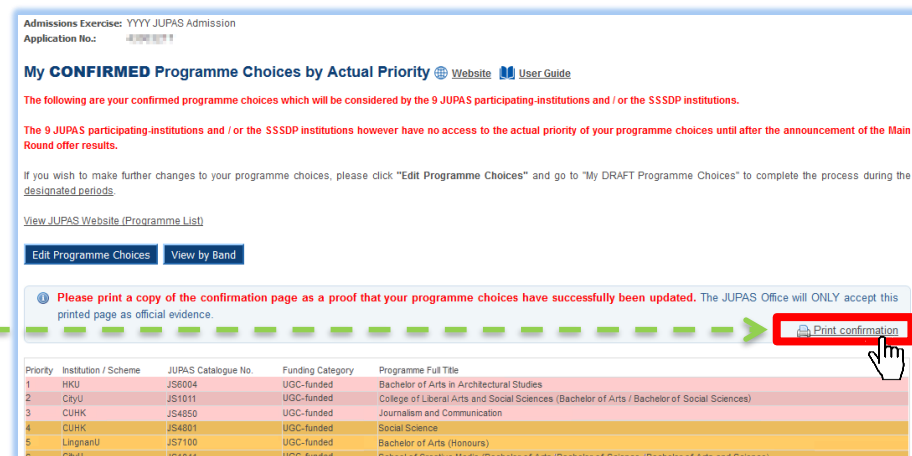 Admissions Exercise: YYYY JUPAS Admission
Application No.:
My CONFIRMED Programme Choices by Actual Priority Website User Guide
The following are your confirmed programme choices which will be considered by the 9 JUPAS participating-institutions and / or the SSSDP institutions.
The 9 JUPAS participating-institutions and / or the SSSDP institutions however have no access to the actual priority of your programme choices until after the announcement of the Main
Round offer results.
If you wish to make further changes to your programme choices, please click "Edit Programme Choices" and go to "My DRAFT Programme Choices" to complete the process during the
designated periods.
View JUPAS Website (Programme List)
Edit Programme Choices View by Band
Please print a copy of the confirmation page as a proof that your programme choices have successfully been updated. The JUPAS Office will ONLY accept this
printed page as official evidence.
Print confirmation
Priority Institution / Scheme JUPAS Catalogue No. Funding Category Programme Full Title
1 HKU JS6004 UGC-funded Bachelor of Arts in Architectural Studies
2 CityU JS1011 UGC-funded College of Liberal Arts and Social Sciences (Bachelor of Arts / Bachelor of Social Sciences)
3 CUHK JS4850 UGC-funded Journalism and Communication
4 CUHK JS4801 UGC-funded Social Science
5 LingnanU JS7100 UGC-funded Bachelor of Arts (Honours)